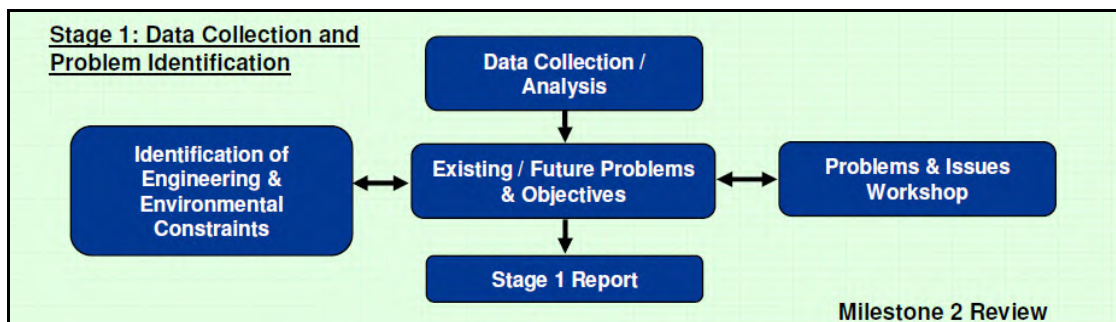 Stage 1: Data Collection and
Problem Identification
Data Collection /
Analysis
Identification of
Engineering &
Environmental
Constraints
Existing / Future Problems
& Objectives
Problems & Issues
Workshop
Stage 1 Report
Milestone 2 Review